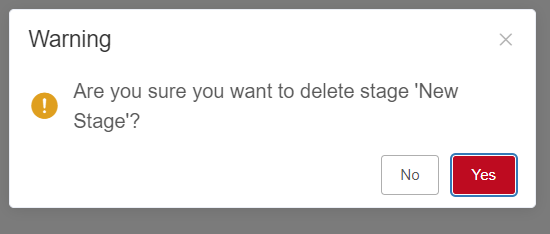 Warning
Are you sure you want to delete stage 'New
Stage'?
No
Yes